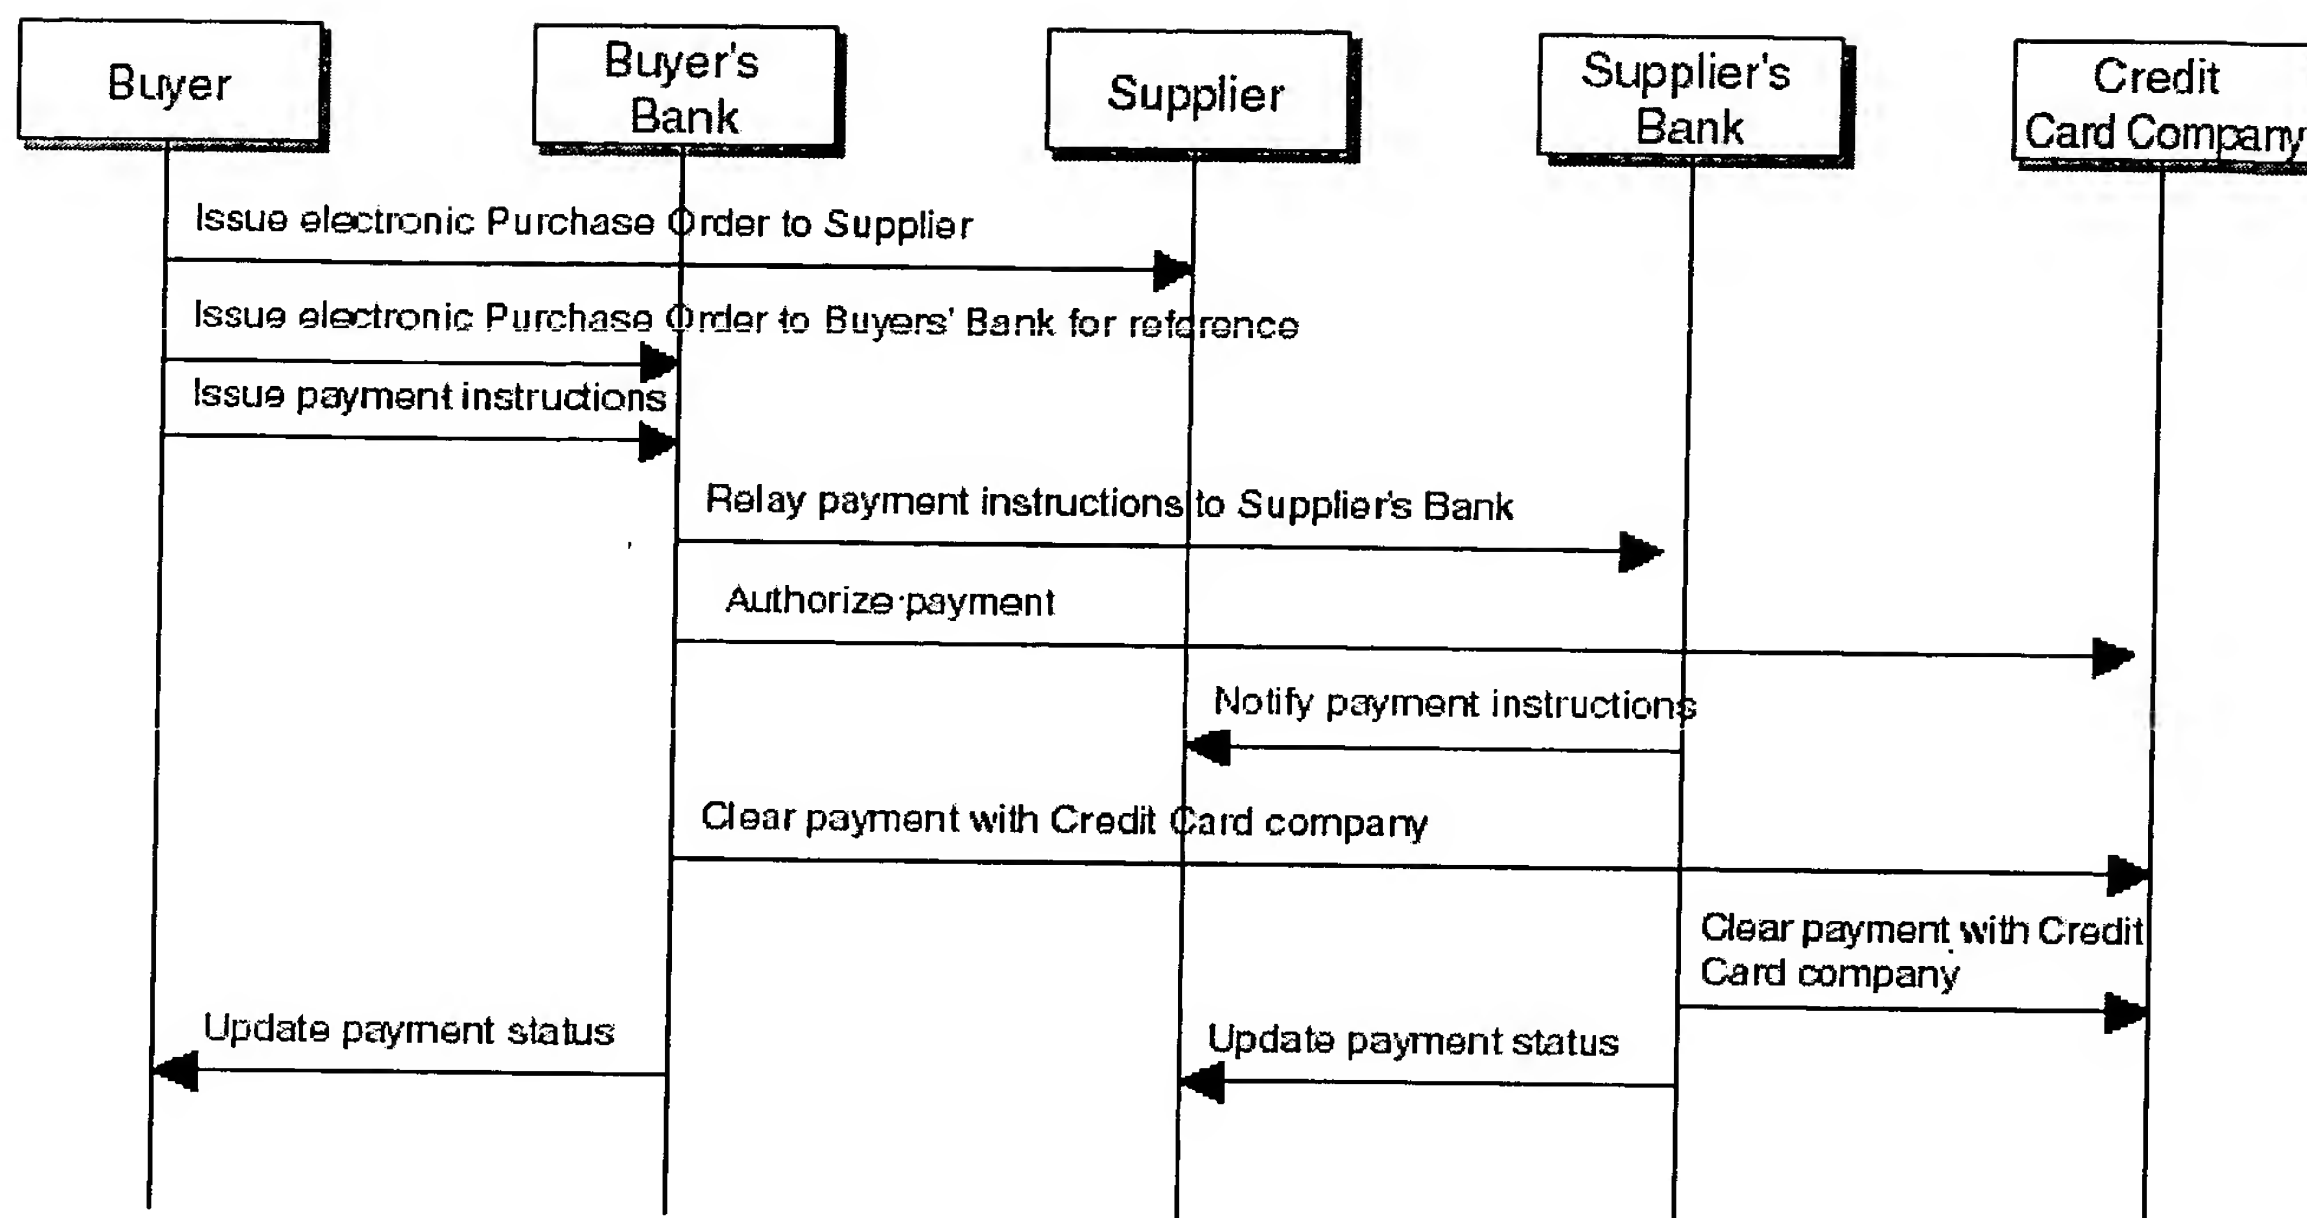 Buyer
Buyer's
Bank
Supplier
Supplier's
Bank
Credit
Card Company
Issue electronic Purchase Order to Supplier
Issue electronic Purchase Order to Buyers' Bank for reference
Issue payment instructions
Relay payment instructions to Supplier's Bank
Authorize payment
Notify payment instructions
Clear payment with Credit Card company
Clear payment with Credit
Card company
Update payment status
Update payment status